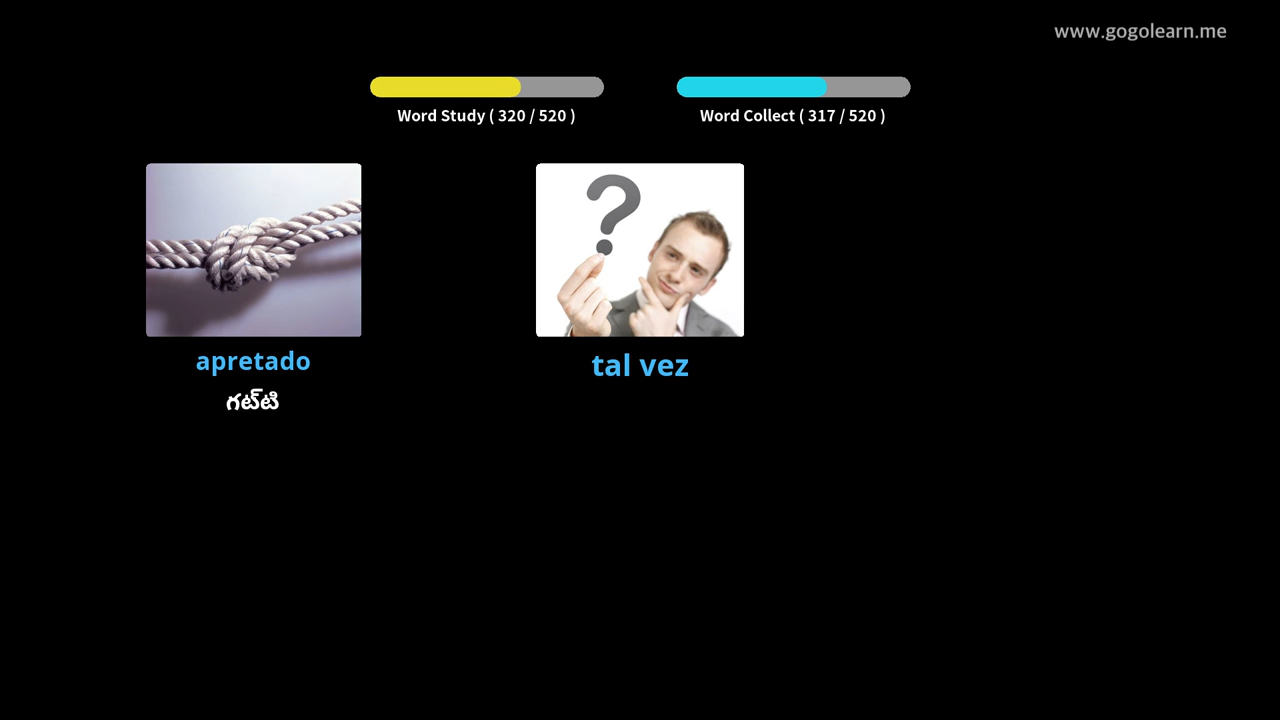 www.gogolearn.me
Word Study ( 320 / 520 )
Word Collect ( 317 / 520 )
apretado
tal vez
గట్‌టి